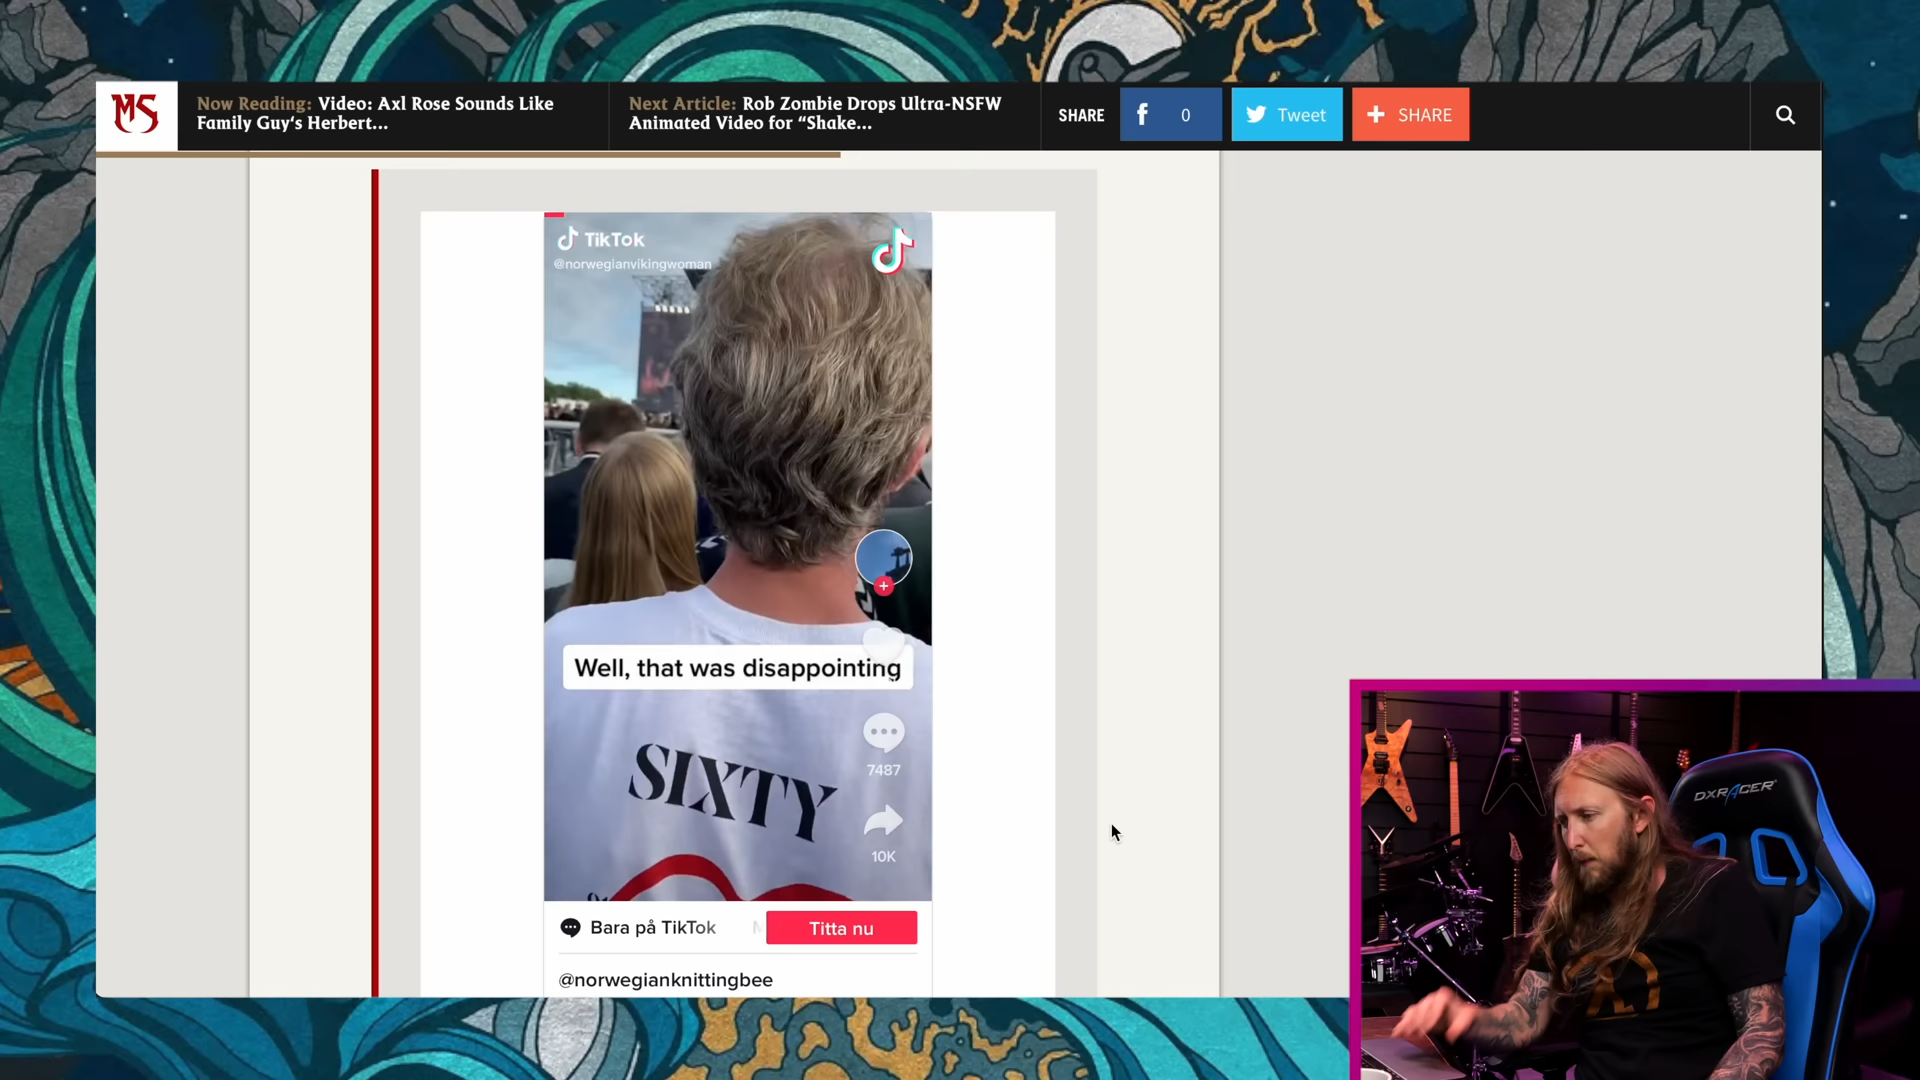 MS
Now Reading: Video: Axl Rose Sounds Like
Family Guy's Herbert...
Next Article: Rob Zombie Drops Ultra-NSFW
Animated Video for “Shake...
SHARE
0
Tweet
SHARE
TikTok
@norwegianvikingwoman
Well, that was disappointing
SIXTY
7487
10K
Bara på TikTok
Titta nu
@norwegianknittingbee
DXRACER